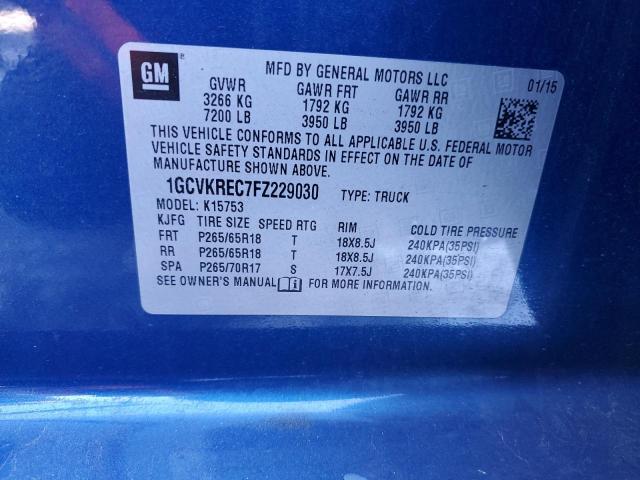 GM
MFD BY GENERAL MOTORS LLC
01/15
GVWR GAWR FRT GAWR RR
3266 KG 1792 KG 1792 KG
7200 LB 3950 LB 3950 LB
THIS VEHICLE CONFORMS TO ALL APPLICABLE U.S. FEDERAL MOTOR
VEHICLE SAFETY STANDARDS IN EFFECT ON THE DATE OF
MANUFACTURE SHOWN ABOVE.
1GCVKREC7FZ229030 TYPE: TRUCK
MODEL: K15753
KJFG TIRE SIZE SPEED RTG RIM COLD TIRE PRESSURE
FRT P265/65R18 T 18X8.5J 240KPA(35PSI)
RR P265/65R18 T 18X8.5J 240KPA(35PSI)
SPA P265/70R17 S 17X7.5J 240KPA(35PSI)
SEE OWNER'S MANUAL FOR MORE INFORMATION.